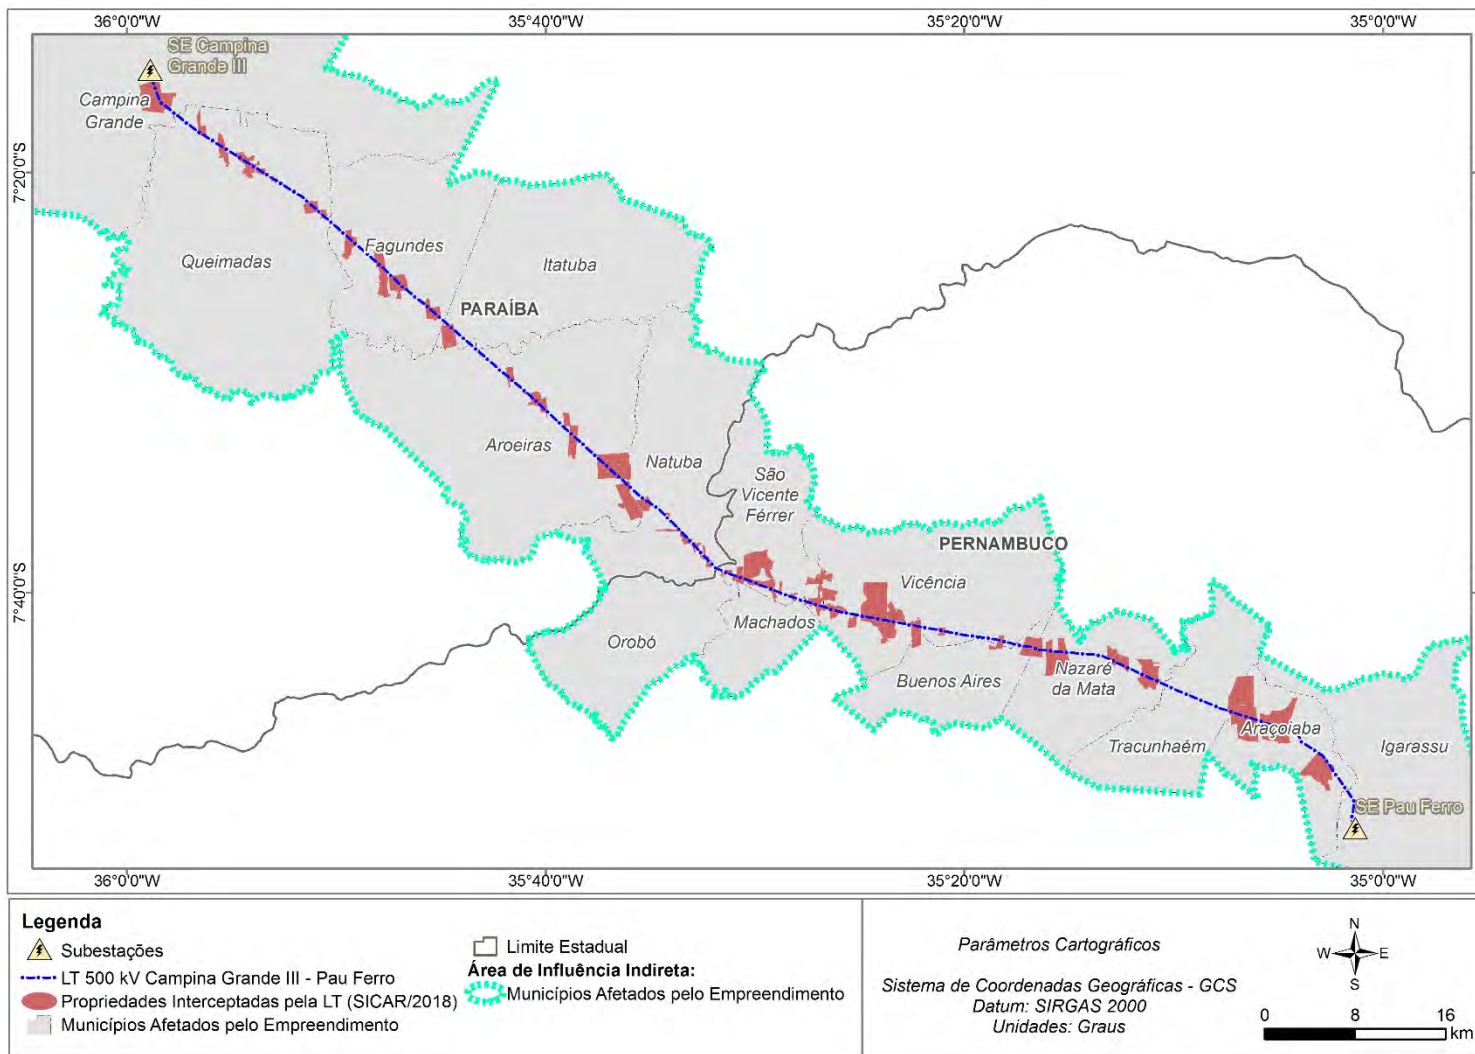 36°0'0"W
35°40'0"W
35°20'0"W
35°0'0"W
SE Campina
Grande III
Campina
Grande
7°20'0"S
Queimadas
Fagundes
Itatuba
PARAÍBA
Aroeiras
Natuba
São
Vicente
Férrer
PERNAMBUCO
Vicência
7°40'0"S
Orobó
Machados
Buenos Aires
Nazaré
da Mata
Tracunhaém
Araçoiaba
Igarassu
SE Pau Ferro
36°0'0"W
35°40'0"W
35°20'0"W
35°0'0"W
Legenda
Subestações
LT 500 kV Campina Grande III - Pau Ferro
Propriedades Interceptadas pela LT (SICAR/2018)
Municípios Afetados pelo Empreendimento
Limite Estadual
Área de Influência Indireta:
Municípios Afetados pelo Empreendimento
Parâmetros Cartográficos
Sistema de Coordenadas Geográficas - GCS
Datum: SIRGAS 2000
Unidades: Graus
N
W E
S
0 8 16
km